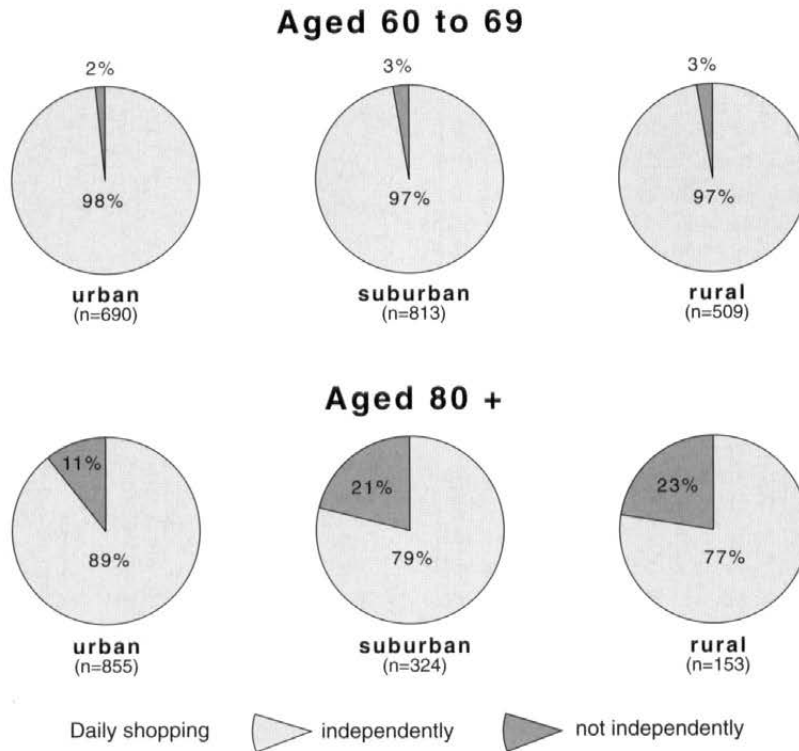 Aged 60 to 69
2% 3% 3%
98% 97% 97%
urban suburban rural
(n=690) (n=813) (n=509)
Aged 80 +
11% 21% 23%
89% 79% 77%
urban suburban rural
(n=855) (n=324) (n=153)
Daily shopping independently not independently